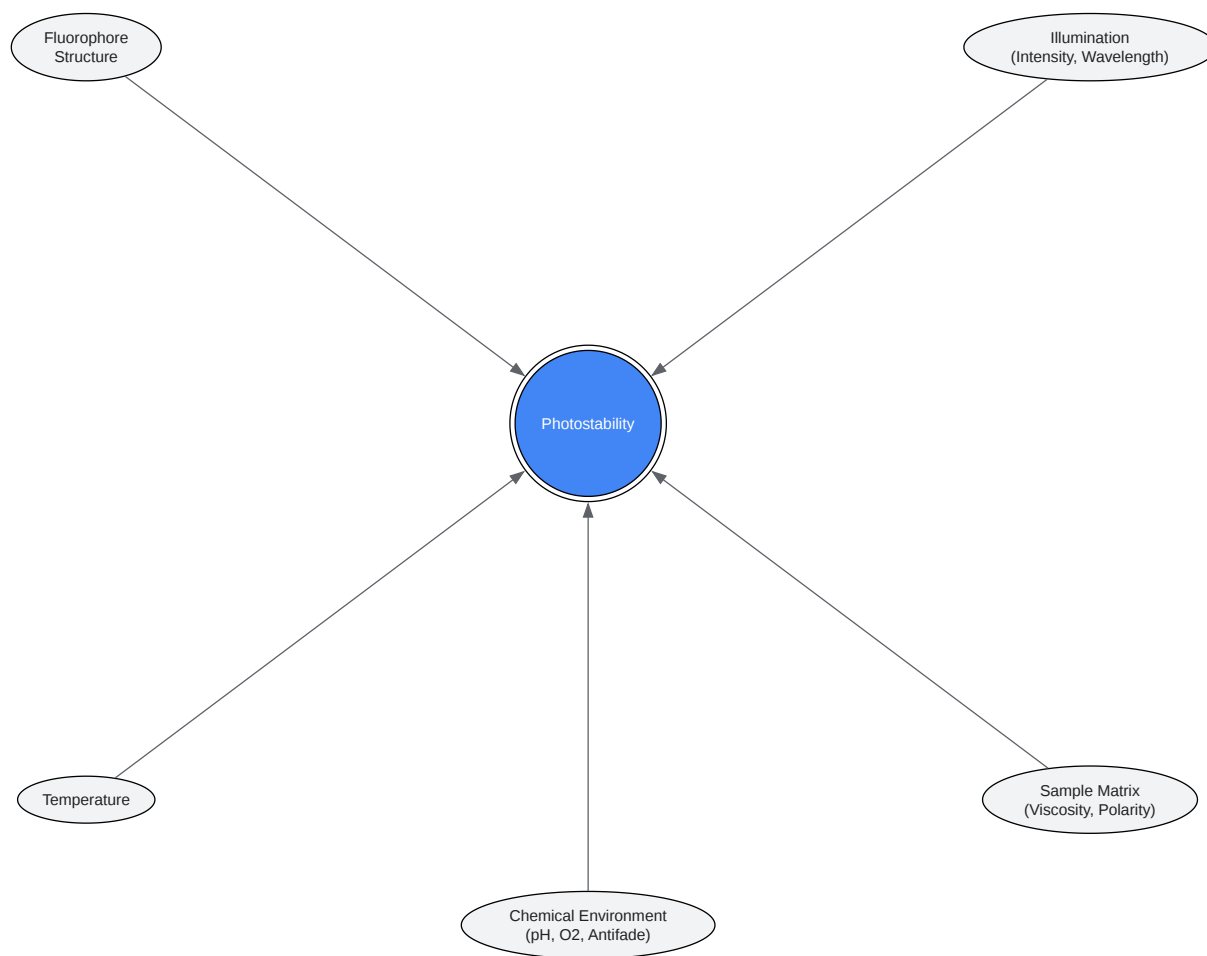 Fluorophore
Structure
Illumination
(Intensity, Wavelength)
Photostability
Temperature
Sample Matrix
(Viscosity, Polarity)
Chemical Environment
(pH, O2, Antifade)